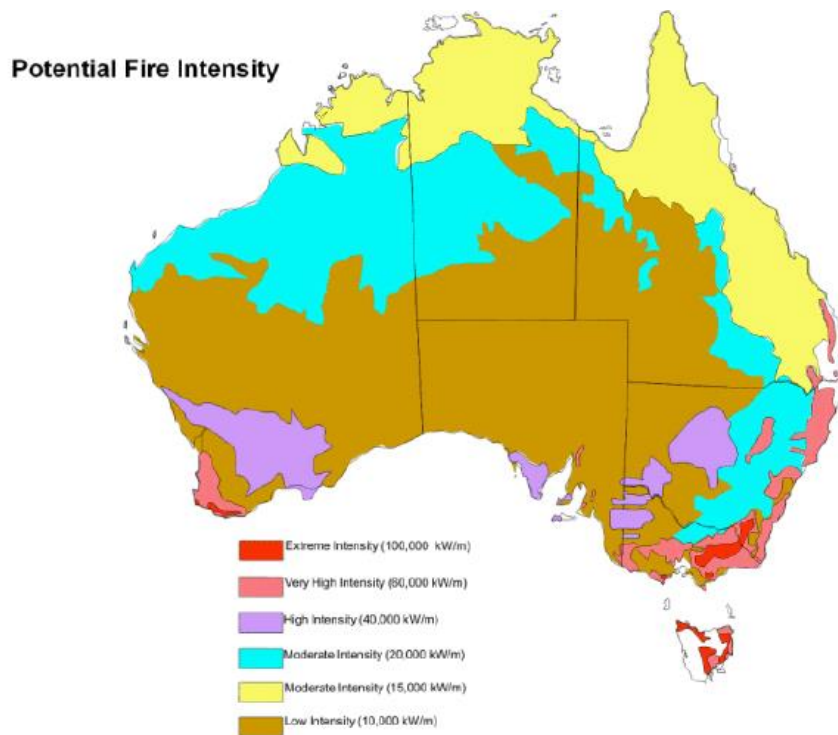 Potential Fire Intensity
Extreme Intensity (100,000 kW/m)
Very High Intensity (60,000 kW/m)
High Intensity (40,000 kW/m)
Moderate Intensity (20,000 kW/m)
Moderate Intensity (15,000 kW/m)
Low Intensity (10,000 kW/m)